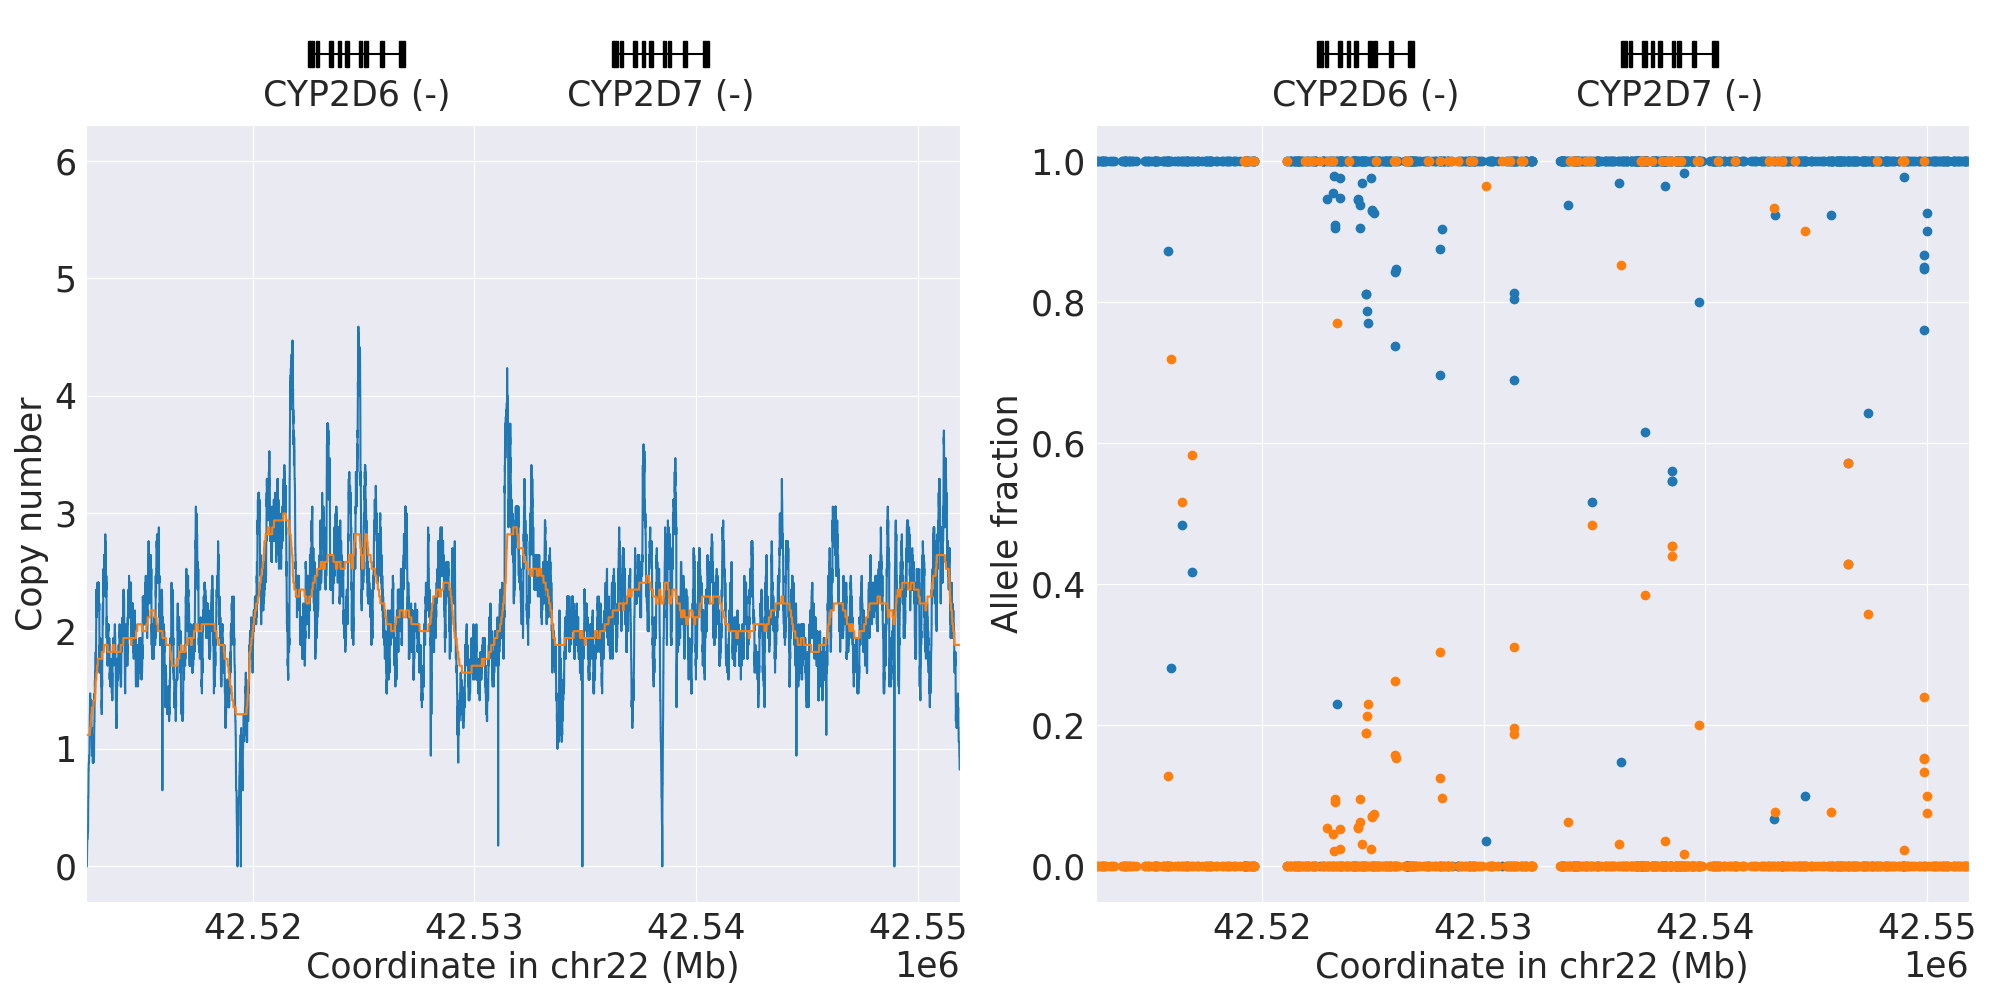 CYP2D6 (-) CYP2D7 (-)
6
5
4
3
2
1
0
Copy number
42.52 42.53 42.54 42.55
Coordinate in chr22 (Mb)
1e6
CYP2D6 (-) CYP2D7 (-)
1.0
0.8
0.6
0.4
0.2
0.0
Allele fraction
42.52 42.53 42.54 42.55
Coordinate in chr22 (Mb)
1e6